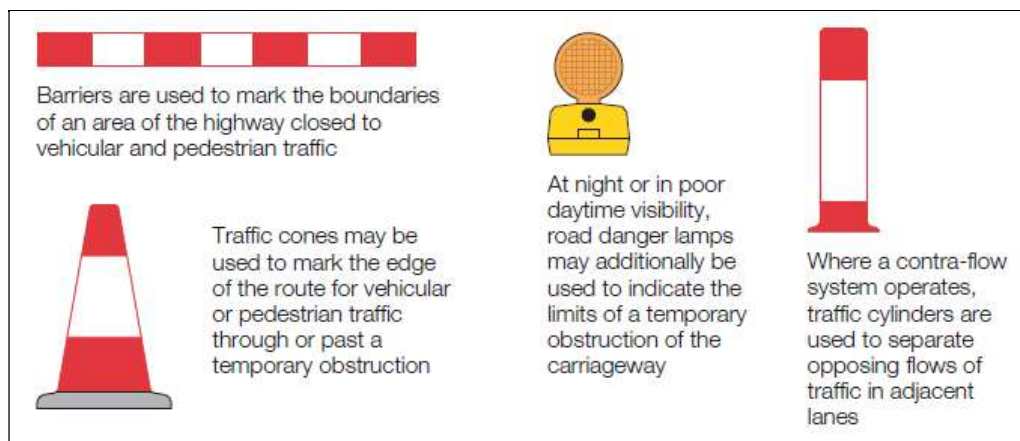 Barriers are used to mark the boundaries
of an area of the highway closed to
vehicular and pedestrian traffic
Traffic cones may be
used to mark the edge
of the route for vehicular
or pedestrian traffic
through or past a
temporary obstruction
At night or in poor
daytime visibility,
road danger lamps
may additionally be
used to indicate the
limits of a temporary
obstruction of the
carriageway
Where a contra-flow
system operates,
traffic cylinders are
used to separate
opposing flows of
traffic in adjacent
lanes